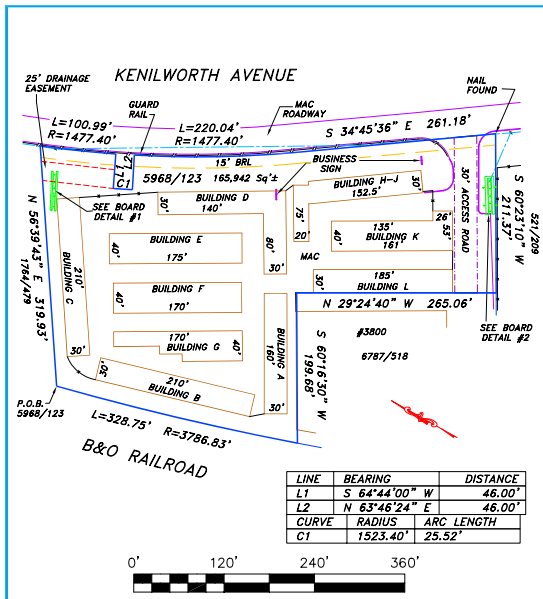 KENILWORTH AVENUE
25' DRAINAGE
EASEMENT
GUARD
RAIL
NAIL
FOUND
L=100.99'
R=1477.40'
L=220.04'
R=1477.40'
MAC
ROADWAY
S 34°45'36" E 261.18'
L2
L1
C1
15' BRL
5968/123 165,942 Sq'±
BUSINESS
SIGN
SEE BOARD
DETAIL #1
30'
BUILDING D
140'
BUILDING H-J
152.5'
30'
75'
20'
80'
30'
MAC
26'
53'
135'
BUILDING K
161'
40'
30' ACCESS ROAD
S 60°23'10" W
211.37'
521/209
N 56°39'43" E 319.93'
1764/479
210'
BUILDING C
30'
40'
BUILDING E
175'
40'
BUILDING F
170'
170'
BUILDING G
40'
BUILDING A
160'
30'
30'
210'
BUILDING B
185'
30'
BUILDING L
N 29°24'40" W 265.06'
S 60°16'30" W
199.68'
#3800
6787/518
SEE BOARD
DETAIL #2
P.O.B.
5968/123
L=328.75' R=3786.83'
B&O RAILROAD
LINE BEARING DISTANCE
L1 S 64°44'00" W 46.00'
L2 N 63°46'24" E 46.00'
CURVE RADIUS ARC LENGTH
C1 1523.40' 25.52'
0' 120' 240' 360'